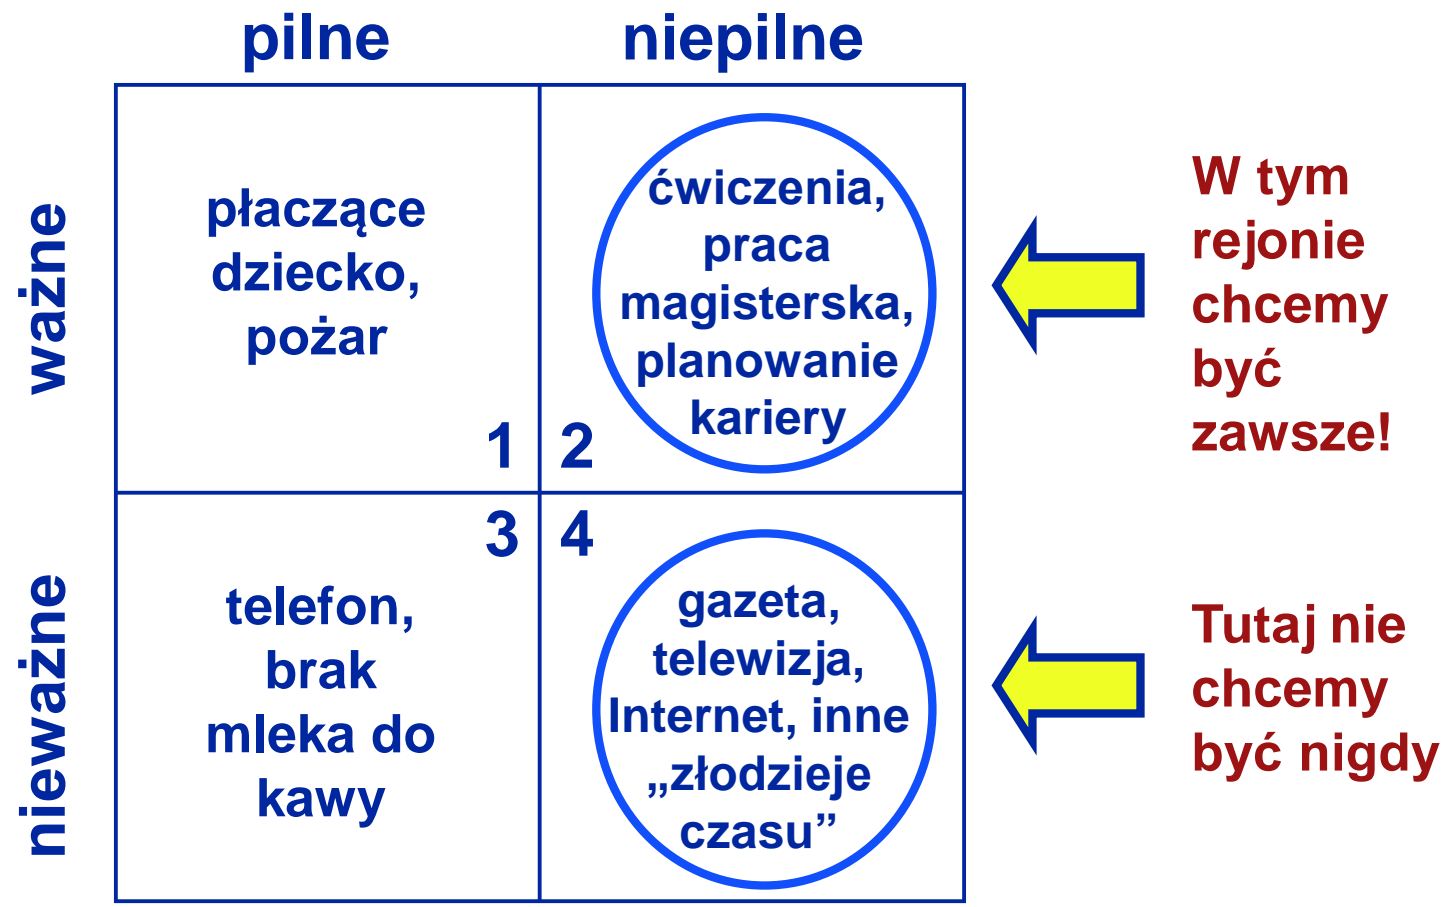 pilne
niepilne
ważne
płaczące
dziecko,
pożar
1
2
ćwiczenia,
praca
magisterska,
planowanie
kariery
W tym
rejonie
chcemy
być
zawsze!
nieważne
3
4
telefon,
brak
mleka do
kawy
gazeta,
telewizja,
Internet, inne
„złodzieje
czasu”
Tutaj nie
chcemy
być nigdy